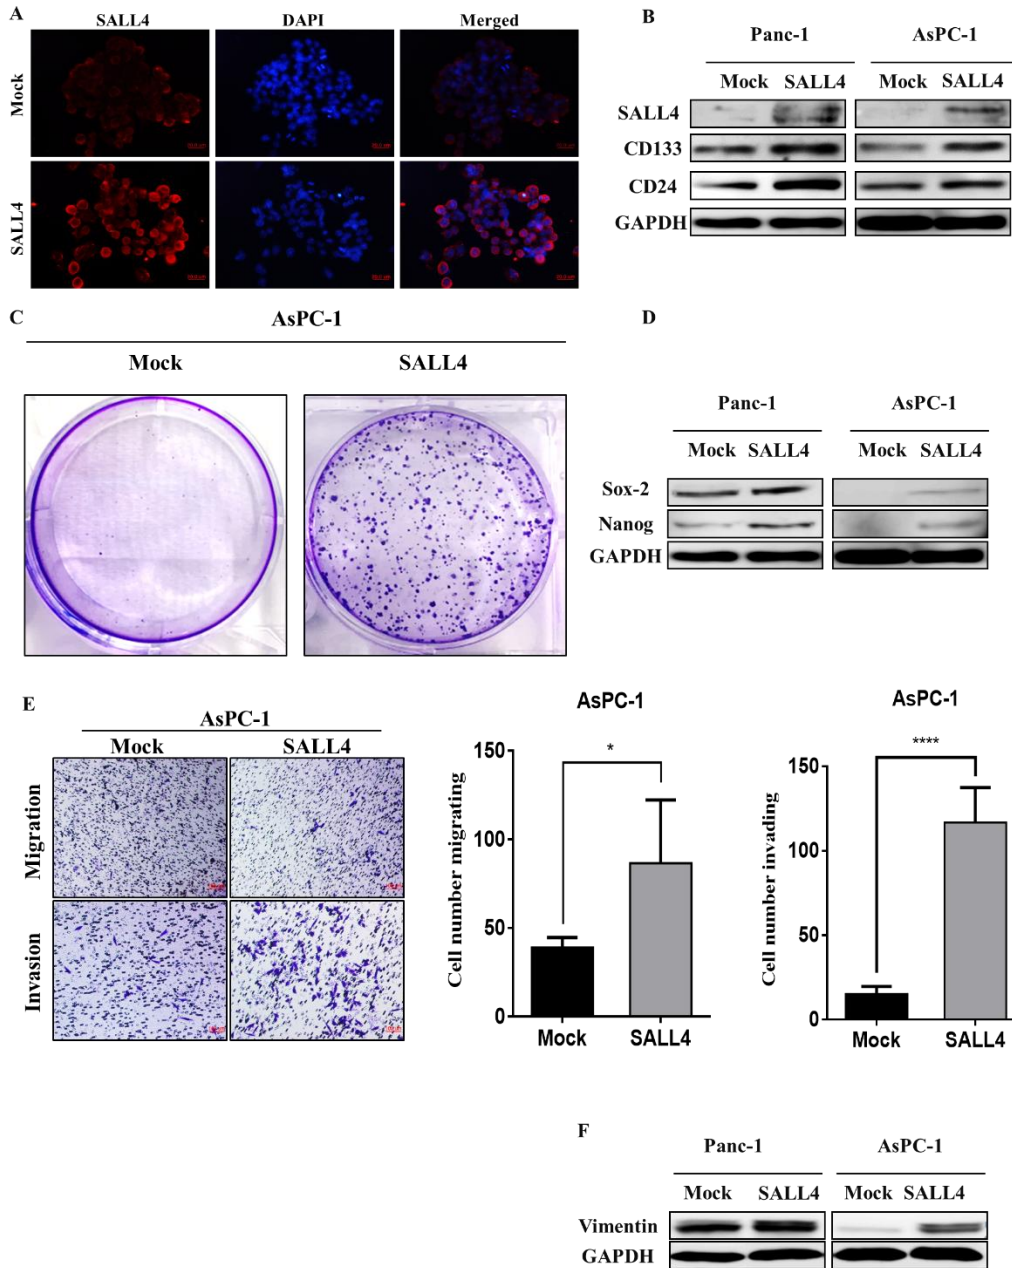 A
SALL4 DAPI Merged
Mock
SALL4
B
Panc-1 AsPC-1
Mock SALL4 Mock SALL4
SALL4
CD133
CD24
GAPDH
C
AsPC-1
Mock SALL4
D
Panc-1 AsPC-1
Mock SALL4 Mock SALL4
Sox-2
Nanog
GAPDH
E
AsPC-1
Mock SALL4
Migration
Invasion
AsPC-1
*
Cell number migrating
150
100
50
0
Mock SALL4
AsPC-1
****
Cell number invading
150
100
50
0
Mock SALL4
F
Panc-1 AsPC-1
Mock SALL4 Mock SALL4
Vimentin
GAPDH